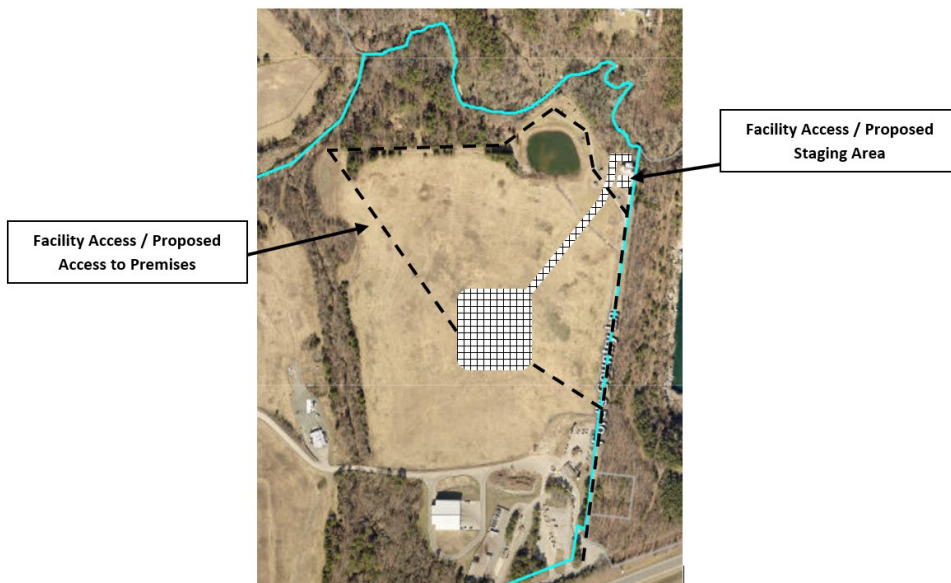 Facility Access / Proposed
Staging Area
Facility Access / Proposed
Access to Premises